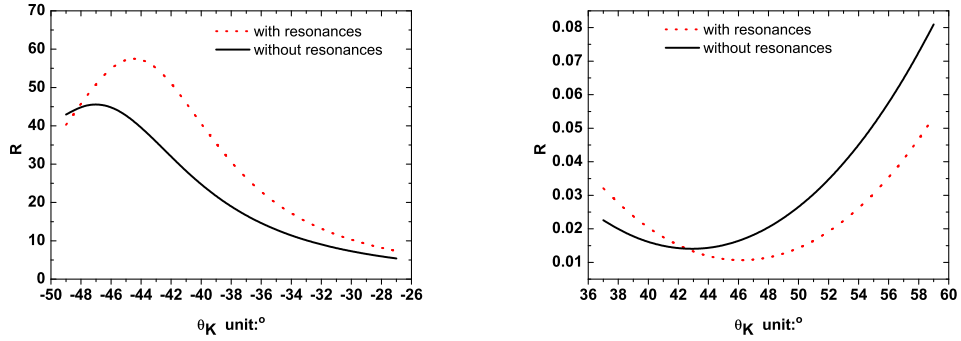 70
60
50
40
30
20
10
0
R
with resonances
without resonances
-50 -48 -46 -44 -42 -40 -38 -36 -34 -32 -30 -28 -26
θK unit:o
0.08
0.07
0.06
0.05
0.04
0.03
0.02
0.01
R
with resonances
without resonances
36 38 40 42 44 46 48 50 52 54 56 58 60
θK unit:o